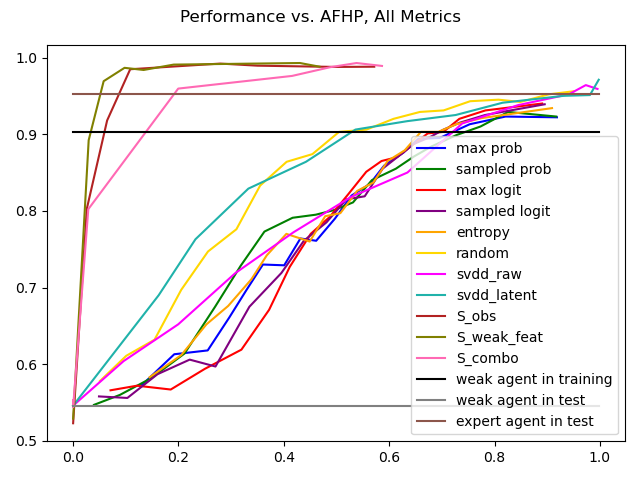 Performance vs. AFHP, All Metrics
1.0
0.9
0.8
0.7
0.6
0.5
0.0
0.2
0.4
0.6
0.8
1.0
max prob
sampled prob
max logit
sampled logit
entropy
random
svdd_raw
svdd_latent
S_obs
S_weak_feat
S_combo
weak agent in training
weak agent in test
expert agent in test